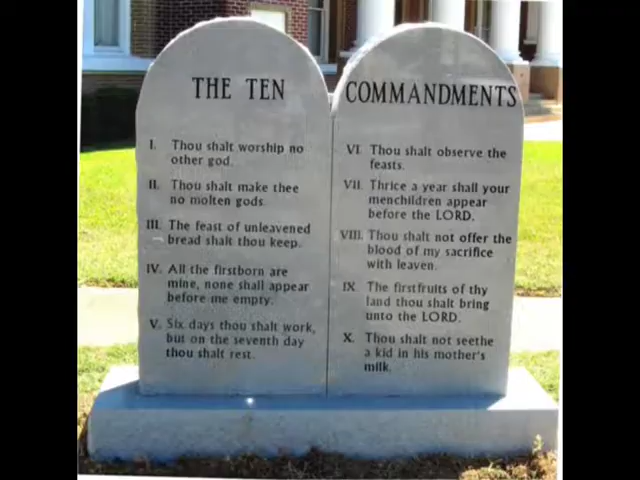 THE TEN COMMANDMENTS
I. Thou shalt worship no
other god.
II. Thou shalt make thee
no molten gods.
III. The feast of unleavened
bread shalt thou keep.
IV. All the firstborn are
mine, none shall appear
before me empty.
V. Six days thou shalt work,
but on the seventh day
thou shalt rest.
VI. Thou shalt observe the
feasts.
VII. Thrice a year shall your
menchildren appear
before the LORD.
VIII. Thou shalt not offer the
blood of my sacrifice
with leaven.
IX. The firstfruits of thy
land thou shalt bring
unto the LORD.
X. Thou shalt not seethe
a kid in his mother's
milk.